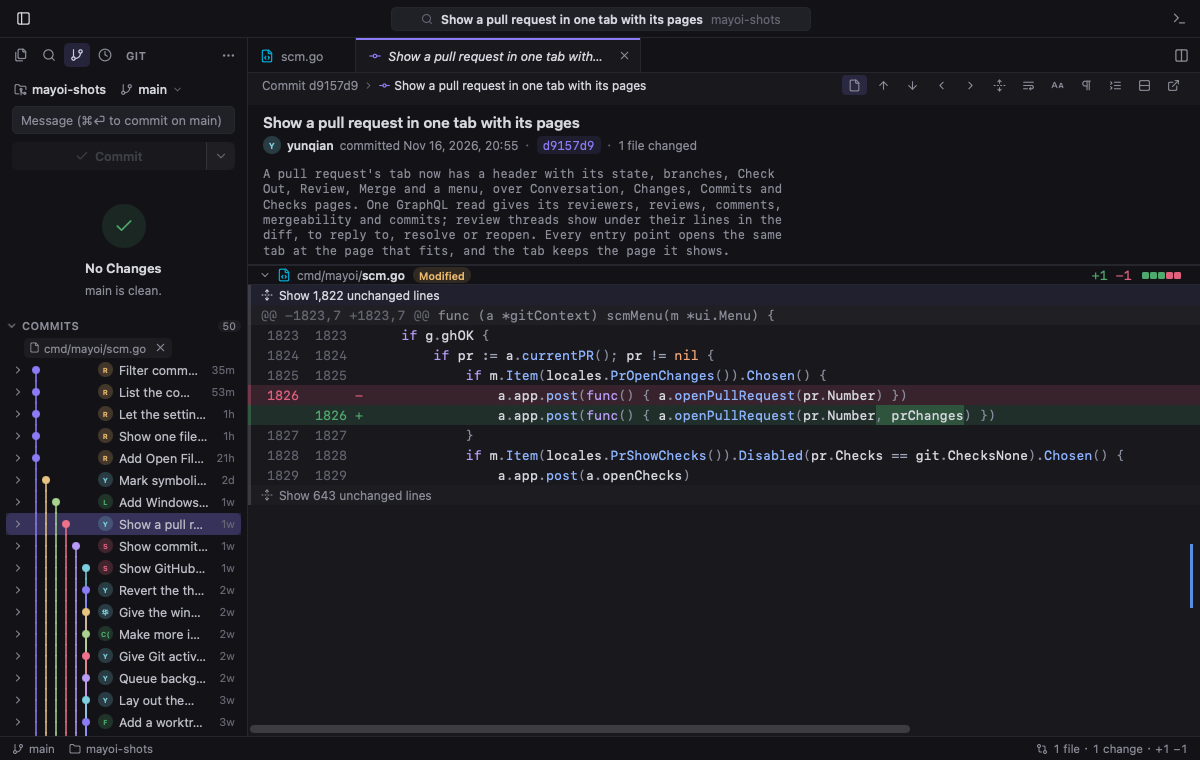 Show a pull request in one tab with its pages mayoi-shots
GIT
scm.go
Show a pull request in one tab with...
mayoi-shots main
Commit d9157d9 Show a pull request in one tab with its pages
AA
Message (⌘⏎ to commit on main)
Commit
No Changes
main is clean.
COMMITS 50
cmd/mayoi/scm.go
R Filter comm... 35m
R List the co... 53m
R Let the settin... 1h
R Show one file... 1h
R Add Open Fil... 21h
Y Mark symboli... 2d
L Add Windows... 1w
Y Show a pull r... 1w
S Show commit... 1w
S Show GitHub... 1w
Y Revert the th... 2w
Give the win... 2w
C( Make more i... 2w
Y Give Git activ... 2w
Y Queue backg... 2w
Y Lay out the... 3w
F Add a worktr... 3w
Show a pull request in one tab with its pages
Y yunqian committed Nov 16, 2026, 20:55 · d9157d9 · 1 file changed
A pull request's tab now has a header with its state, branches, Check
Out, Review, Merge and a menu, over Conversation, Changes, Commits and
Checks pages. One GraphQL read gives its reviewers, reviews, comments,
mergeability and commits; review threads show under their lines in the
diff, to reply to, resolve or reopen. Every entry point opens the same
tab at the page that fits, and the tab keeps the page it shows.
cmd/mayoi/scm.go Modified +1 −1
Show 1,822 unchanged lines
@@ −1823,7 +1823,7 @@ func (a *gitContext) scmMenu(m *ui.Menu) {
1823 1823 if g.ghOK {
1824 1824 if pr := a.currentPR(); pr != nil {
1825 1825 if m.Item(locales.PrOpenChanges()).Chosen() {
1826 − a.app.post(func() { a.openPullRequest(pr.Number) })
1826 + a.app.post(func() { a.openPullRequest(pr.Number, prChanges) })
1827 1827 }
1828 1828 if m.Item(locales.PrShowChecks()).Disabled(pr.Checks == git.ChecksNone).Chosen() {
1829 1829 a.app.post(a.openChecks)
Show 643 unchanged lines
main mayoi-shots
1 file · 1 change · +1 −1